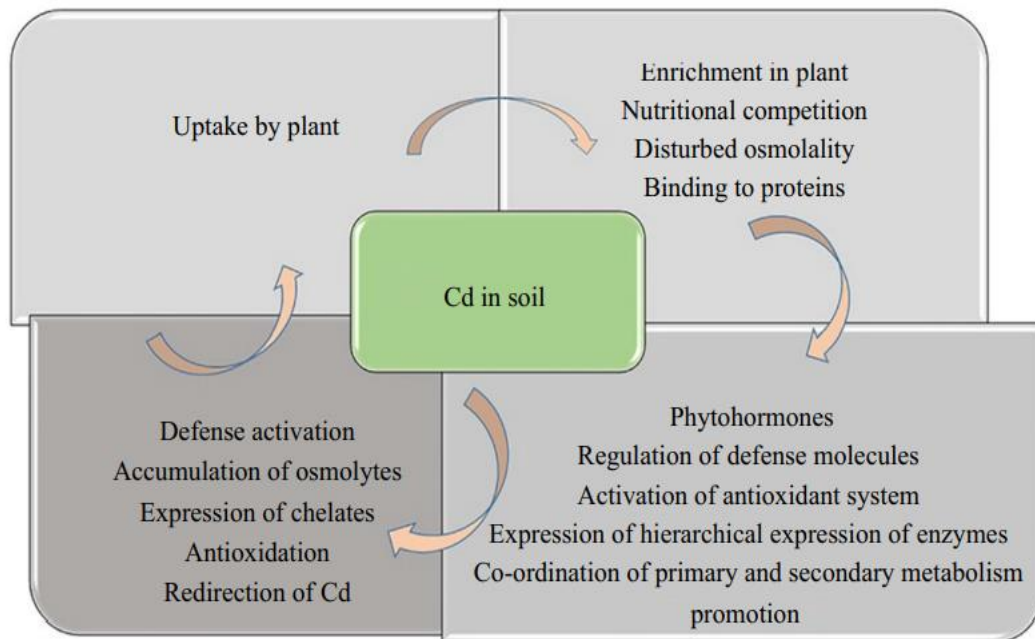 Uptake by plant
Enrichment in plant
Nutritional competition
Disturbed osmolality
Binding to proteins
Cd in soil
Defense activation
Accumulation of osmolytes
Expression of chelates
Antioxidation
Redirection of Cd
Phytohormones
Regulation of defense molecules
Activation of antioxidant system
Expression of hierarchical expression of enzymes
Co-ordination of primary and secondary metabolism
promotion